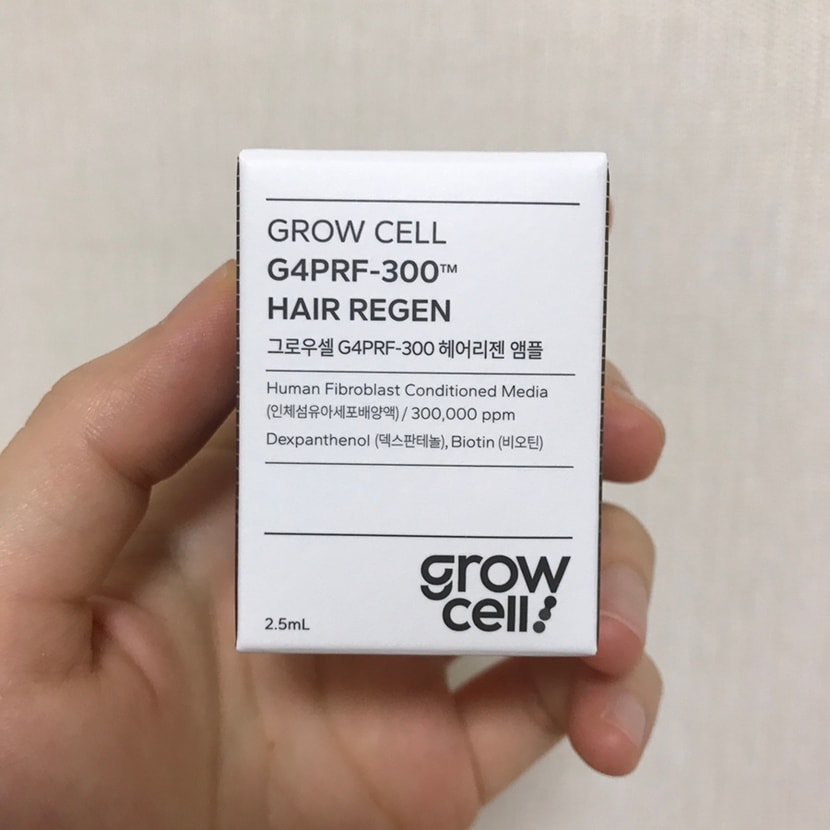 GROW CELL
G4PRF-300™
HAIR REGEN
그로우셀 G4PRF-300 헤어리젠 앰플
Human Fibroblast Conditioned Media
(인체섬유아세포배양액) / 300,000 ppm
Dexpanthenol (덱스판테놀), Biotin (비오틴)
grow
cell
2.5mL